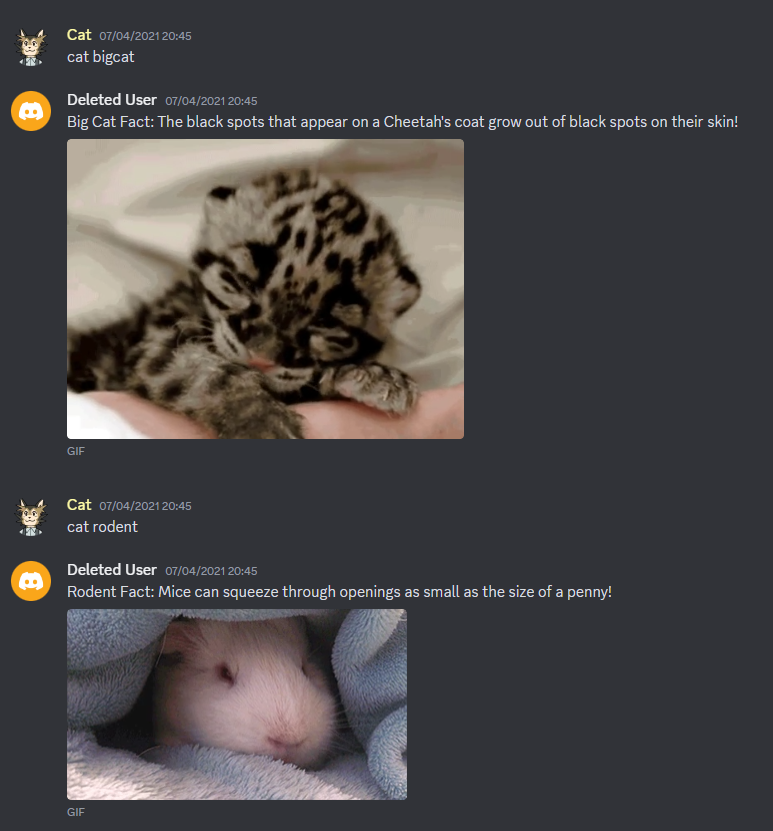 Cat 07/04/2021 20:45
cat bigcat
Deleted User 07/04/2021 20:45
Big Cat Fact: The black spots that appear on a Cheetah's coat grow out of black spots on their skin!
GIF
Cat 07/04/2021 20:45
cat rodent
Deleted User 07/04/2021 20:45
Rodent Fact: Mice can squeeze through openings as small as the size of a penny!
GIF